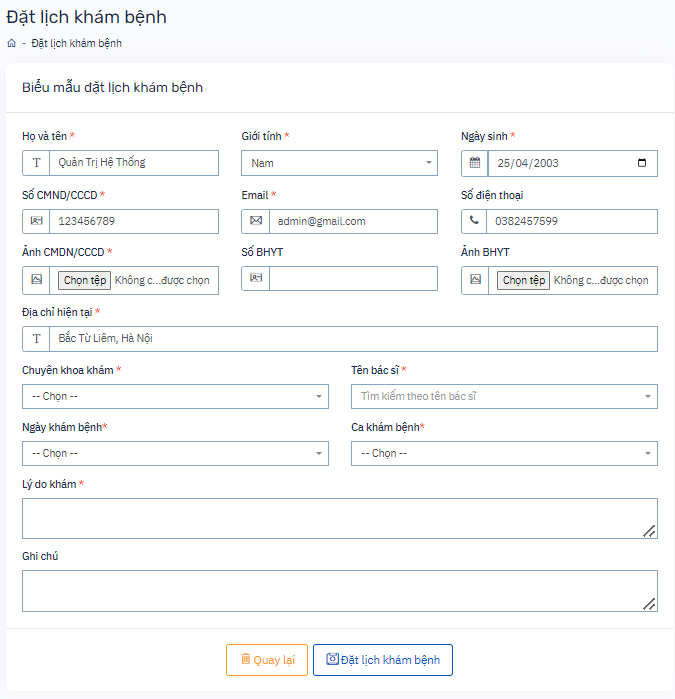 Đặt lịch khám bệnh
- Đặt lịch khám bệnh
Biểu mẫu đặt lịch khám bệnh
Họ và tên * Giới tính * Ngày sinh *
T Quản Trị Hệ Thống Nam 25/04/2003
Số CMND/CCCD * Email * Số điện thoại
123456789 admin@gmail.com 0382457599
Ảnh CMDN/CCCD * Số BHYT Ảnh BHYT
Chọn tệp Không c...được chọn Chọn tệp Không c...được chọn
Địa chỉ hiện tại *
T Bắc Từ Liêm, Hà Nội
Chuyên khoa khám * Tên bác sĩ *
-- Chọn -- Tìm kiếm theo tên bác sĩ
Ngày khám bệnh* Ca khám bệnh*
-- Chọn -- -- Chọn --
Lý do khám *
Ghi chú
Quay lại Đặt lịch khám bệnh